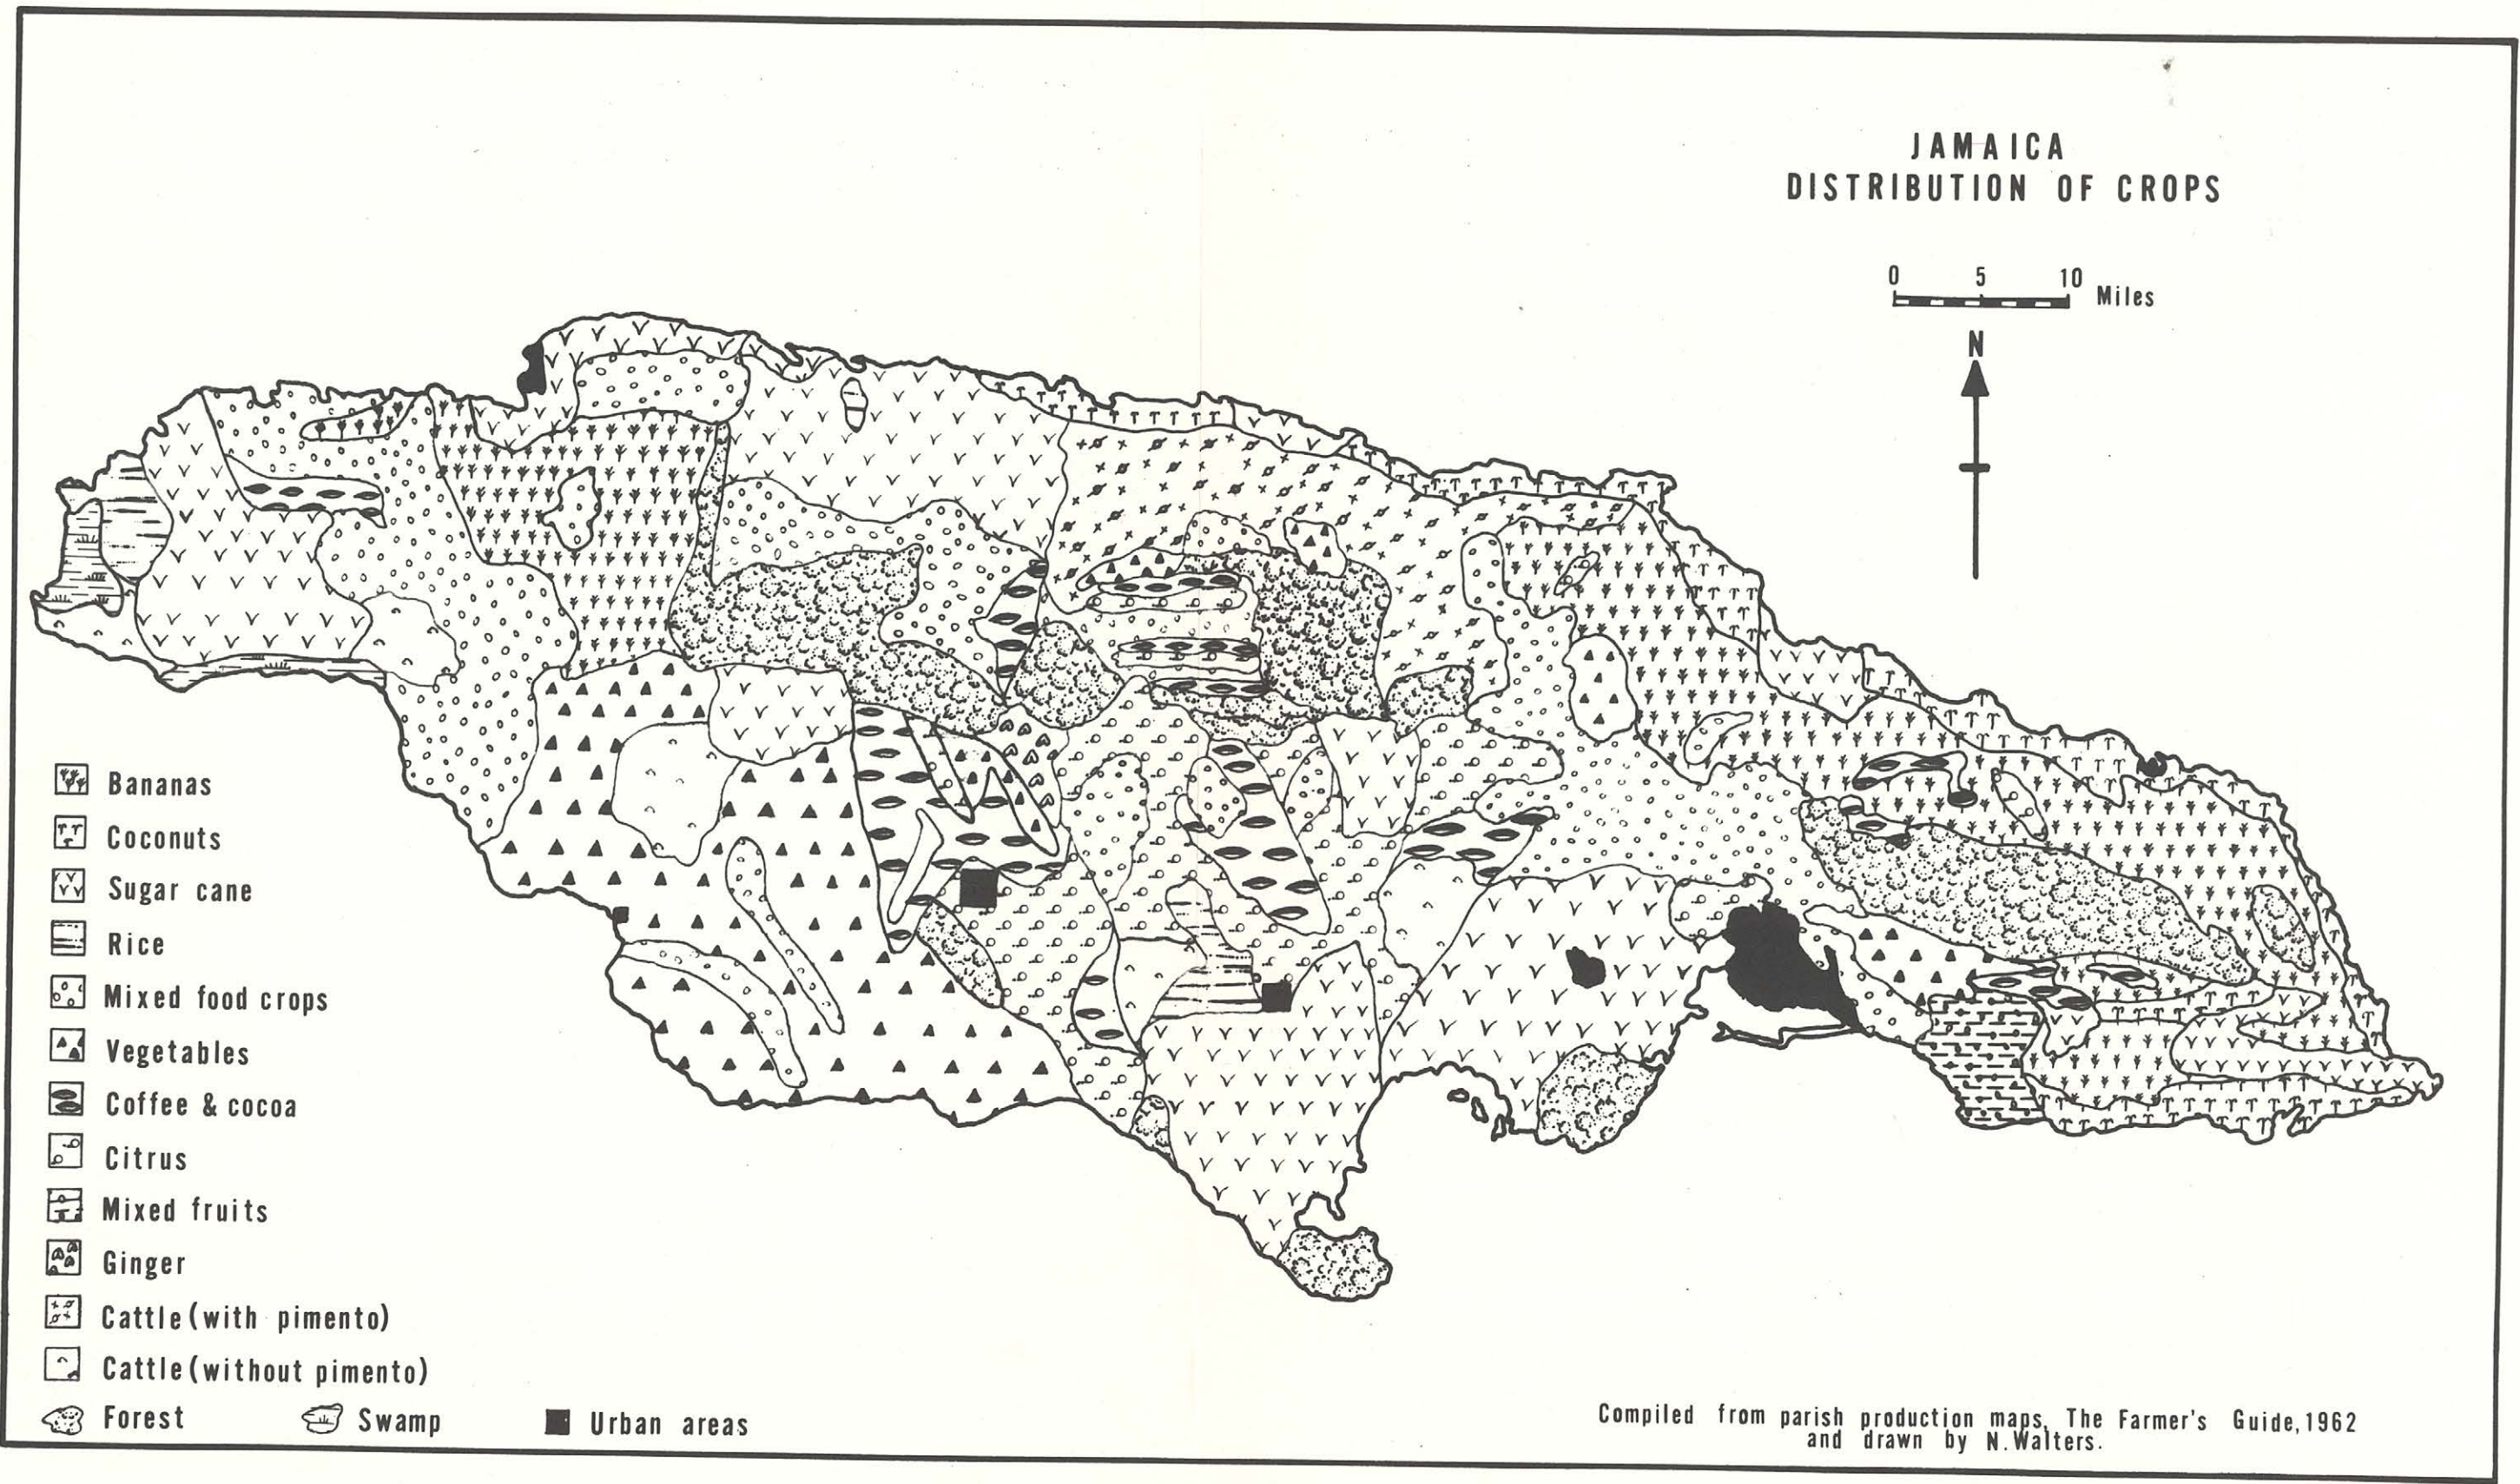 JAMAICA
DISTRIBUTION OF CROPS
0 5 10 Miles
N
Bananas
Coconuts
Sugar cane
Rice
Mixed food crops
Vegetables
Coffee & cocoa
Citrus
Mixed fruits
Ginger
Cattle (with pimento)
Cattle (without pimento)
Forest Swamp Urban areas
Compiled from parish production maps, The Farmer's Guide, 1962
and drawn by N. Walters.